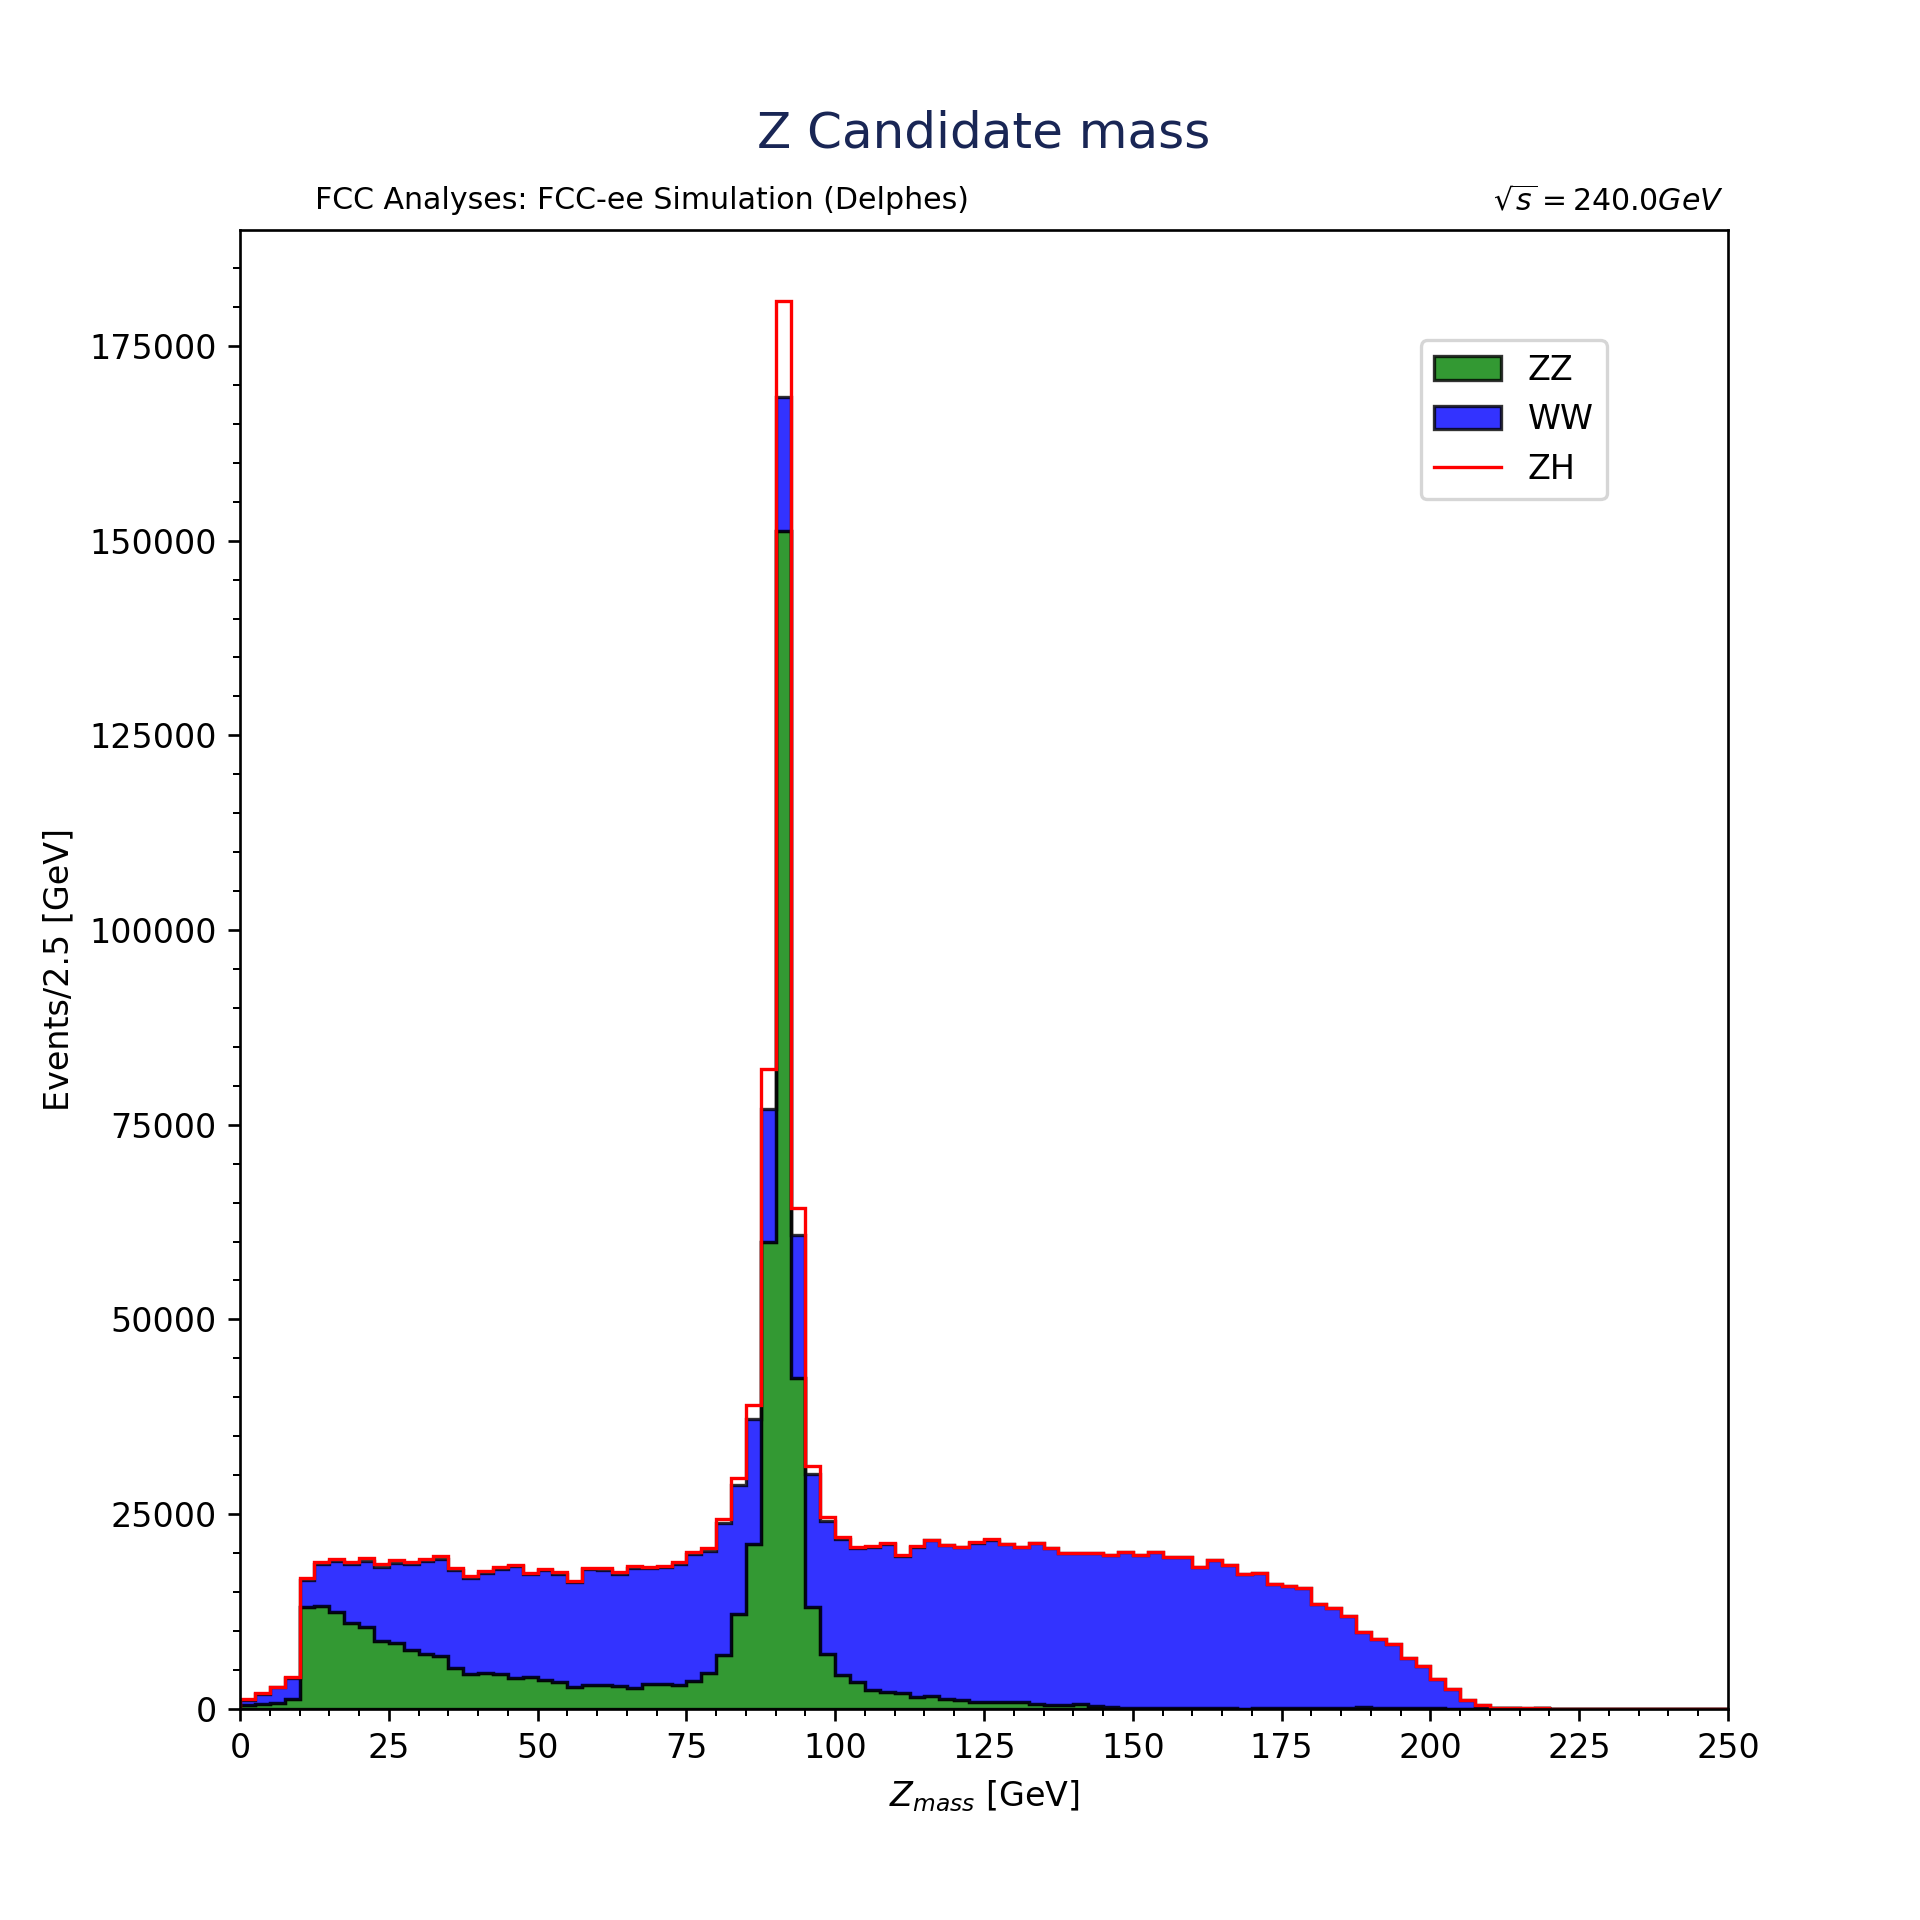 Z Candidate mass
FCC Analyses: FCC-ee Simulation (Delphes)
√s = 240.0GeV
ZZ
WW
ZH
Events/2.5 [GeV]
175000
150000
125000
100000
75000
50000
25000
0
0 25 50 75 100 125 150 175 200 225 250
Z_mass [GeV]